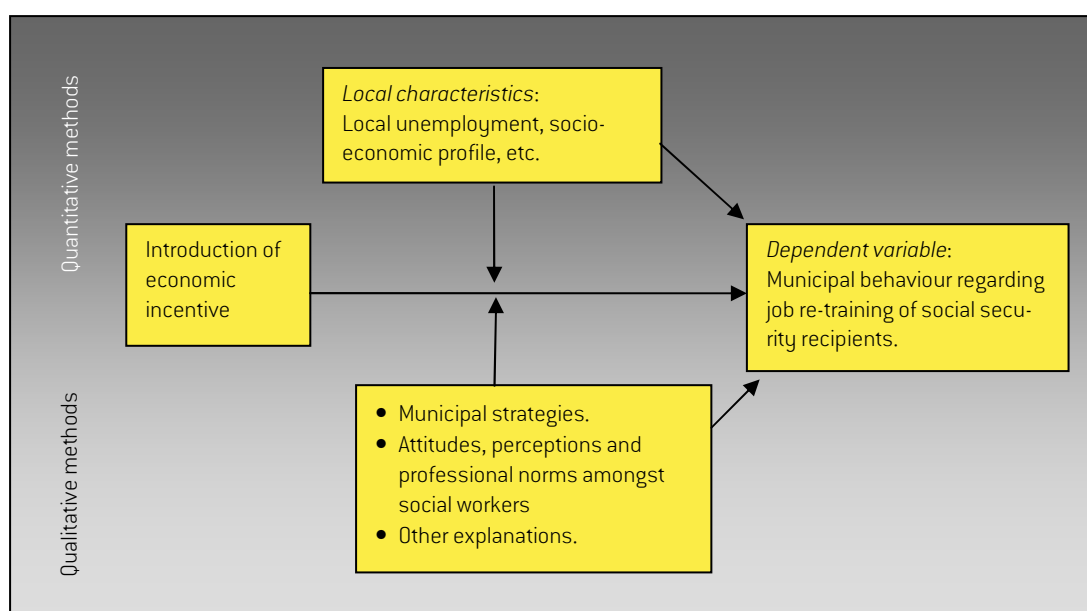 Quantitative methods
Local characteristics:
Local unemployment, socio-
economic profile, etc.
Introduction of
economic
incentive
Dependent variable:
Municipal behaviour regarding
job re-training of social secu-
rity recipients.
Qualitative methods
• Municipal strategies.
• Attitudes, perceptions and
professional norms amongst
social workers
• Other explanations.